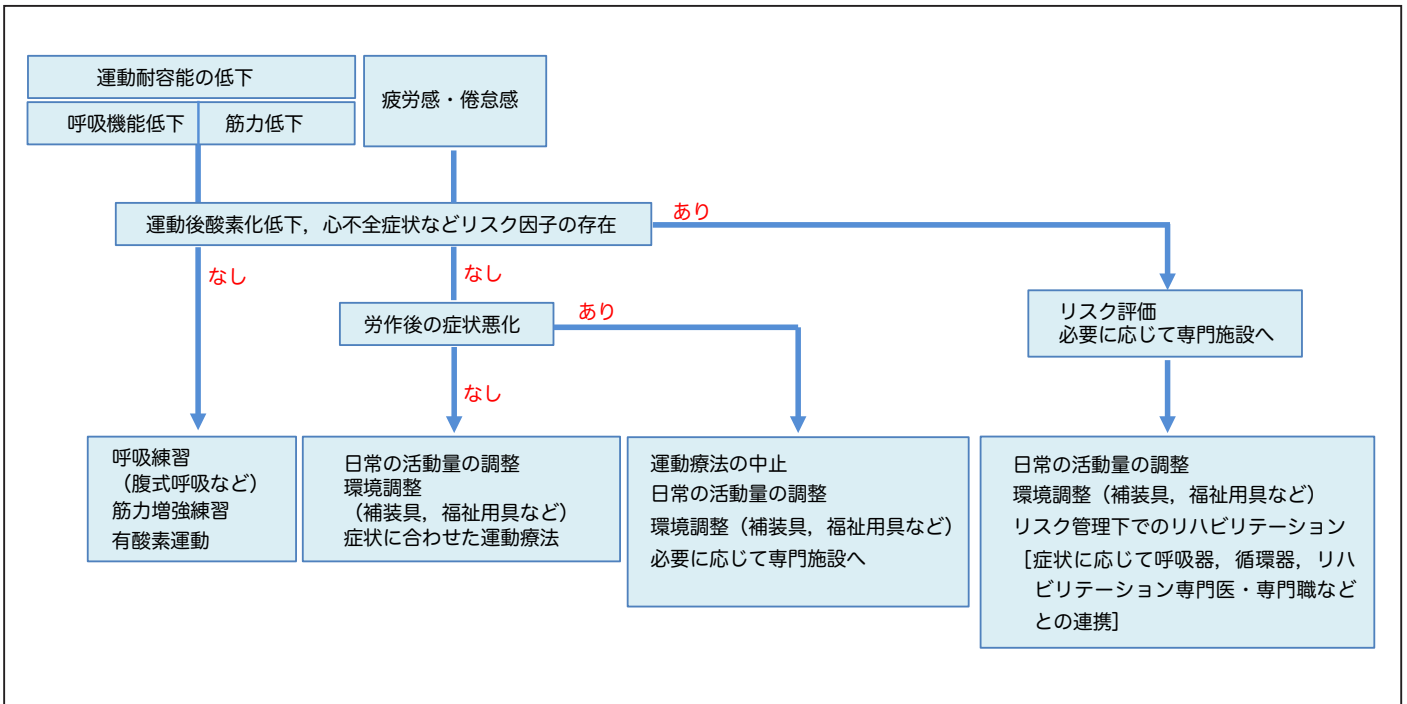 運動耐容能の低下
呼吸機能低下
筋力低下
疲労感・倦怠感
運動後酸素化低下，心不全症状などリスク因子の存在
あり
なし
なし
労作後の症状悪化
あり
リスク評価
必要に応じて専門施設へ
なし
呼吸練習
（腹式呼吸など）
筋力増強練習
有酸素運動
日常の活動量の調整
環境調整
（補装具，福祉用具など）
症状に合わせた運動療法
運動療法の中止
日常の活動量の調整
環境調整（補装具，福祉用具など）
必要に応じて専門施設へ
日常の活動量の調整
環境調整（補装具，福祉用具など）
リスク管理下でのリハビリテーション
［症状に応じて呼吸器，循環器，リハ
ビリテーション専門医・専門職など
との連携］